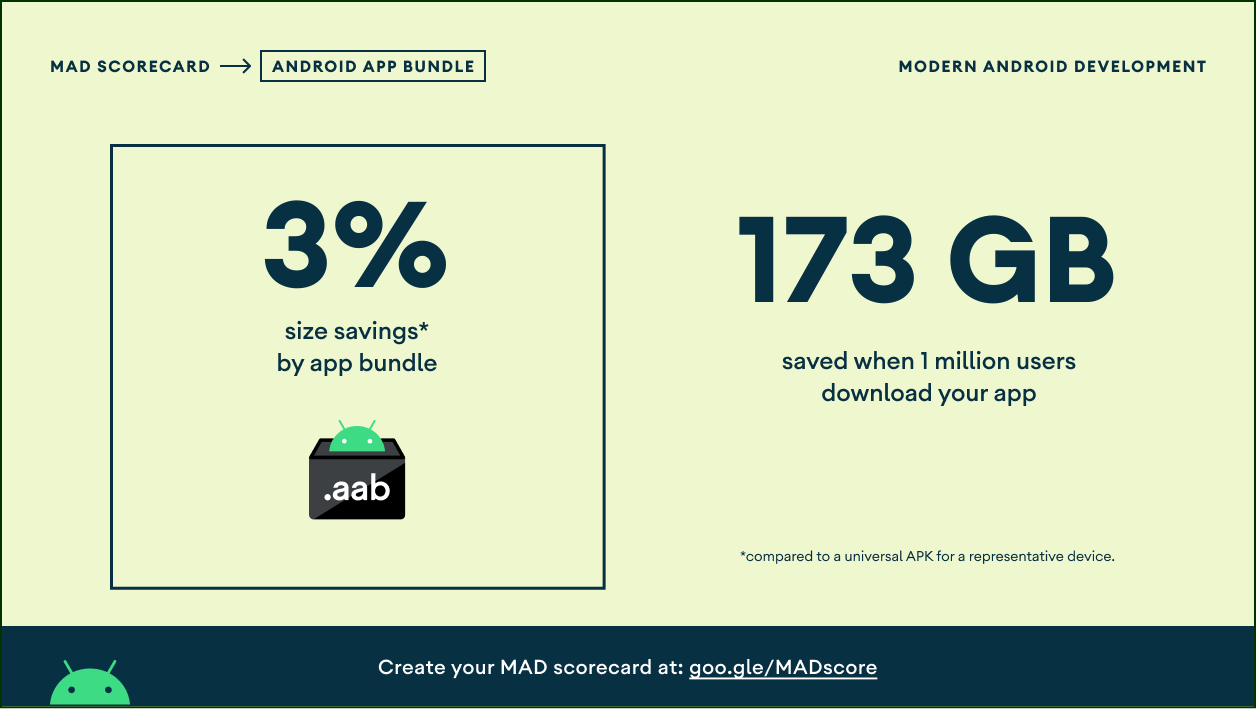 MAD SCORECARD → ANDROID APP BUNDLE
MODERN ANDROID DEVELOPMENT
3%
size savings*
by app bundle
.aab
173 GB
saved when 1 million users
download your app
*compared to a universal APK for a representative device.
Create your MAD scorecard at: goo.gle/MADscore